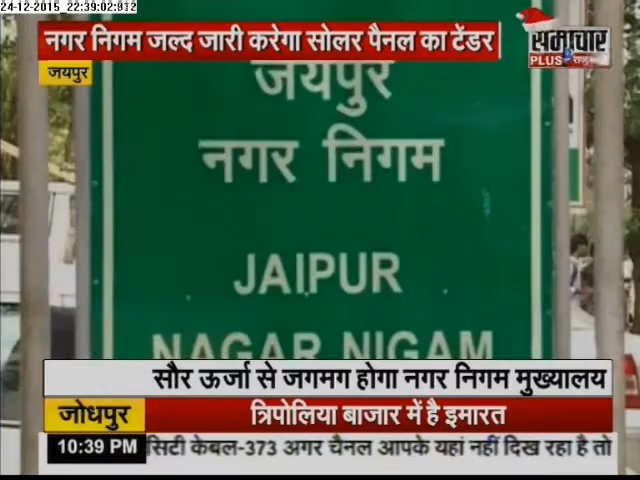 24-12-2015 22:39:02:812
नगर निगम जल्द जारी करेगा सोलर पैनल का टेंडर
समाचार
PLUS राज
जयपुर
जयपुर
नगर निगम
JAIPUR
NAGAR NIGAM
सौर ऊर्जा से जगमग होगा नगर निगम मुख्यालय
जोधपुर त्रिपोलिया बाजार में है इमारत
10:39 PM सिटी केबल-373 अगर चैनल आपके यहां नहीं दिख रहा है तो